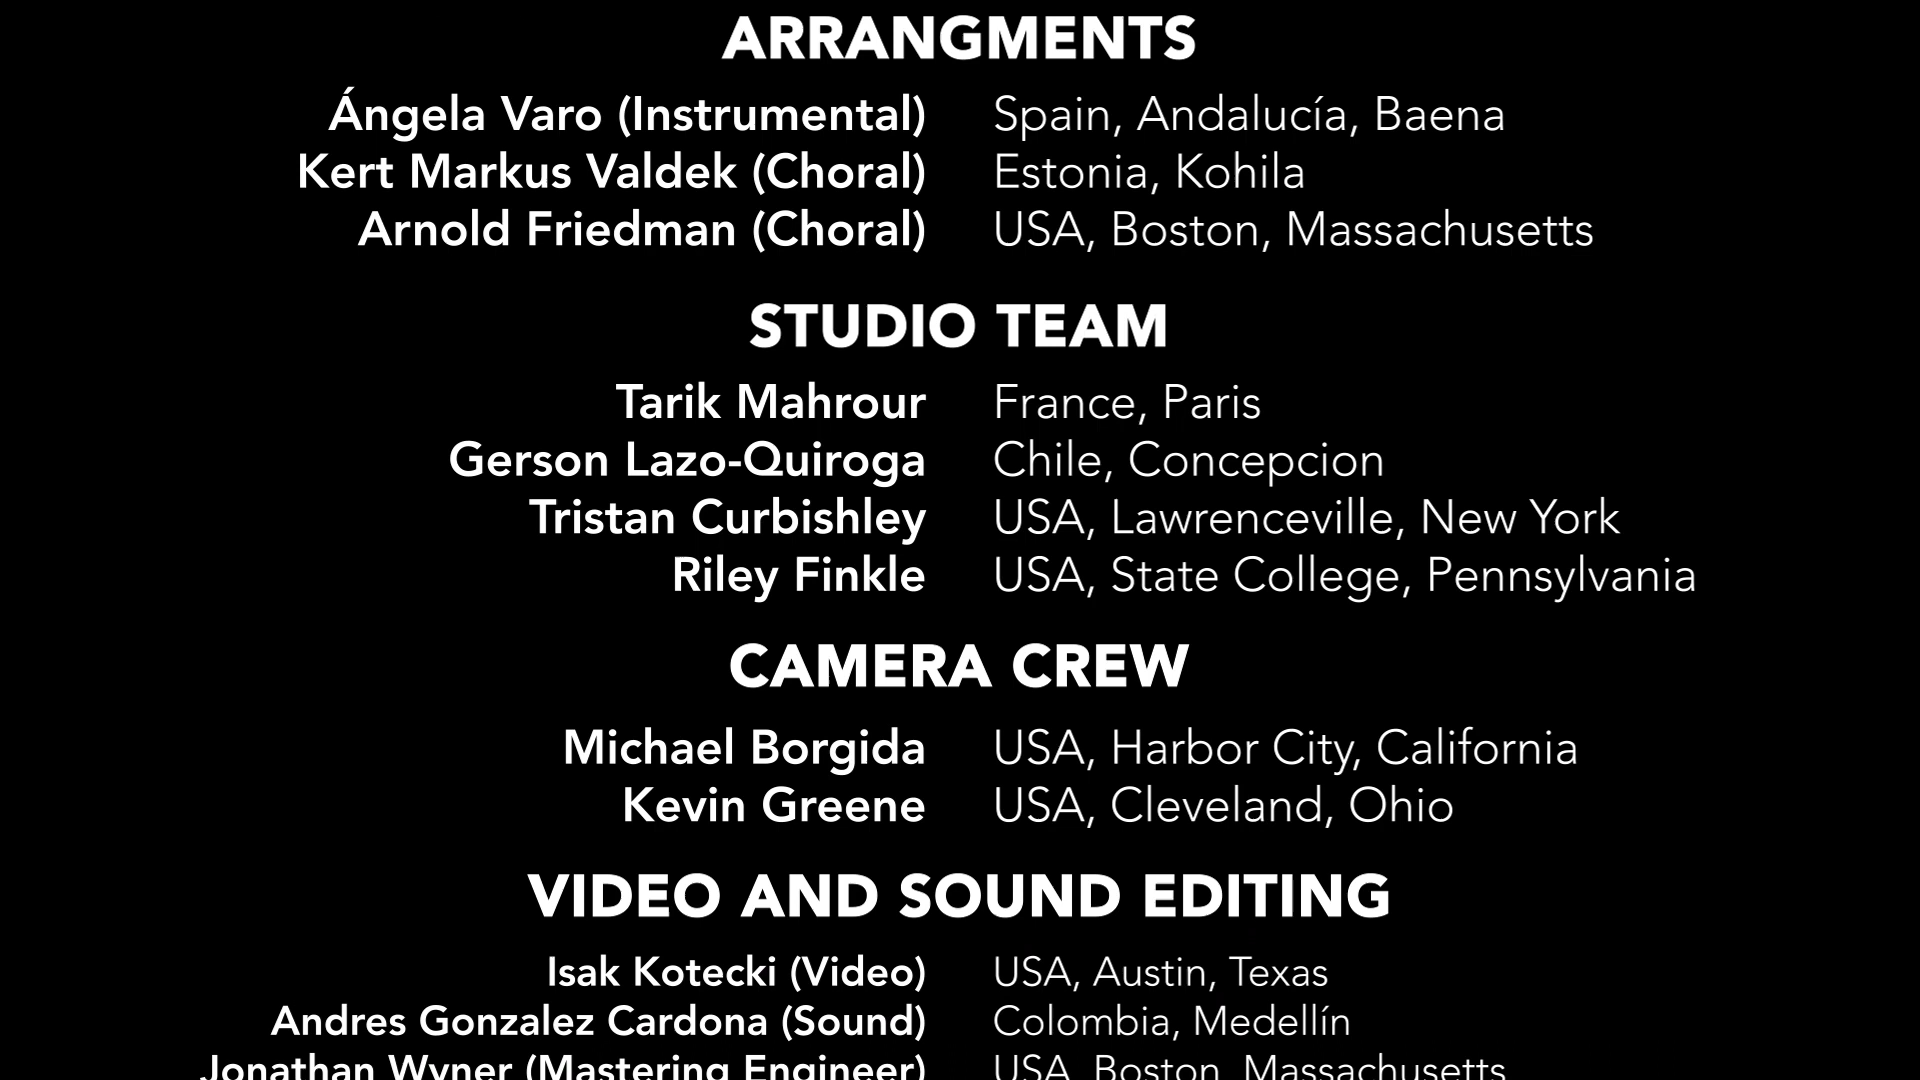 ARRANGMENTS
Ángela Varo (Instrumental) Spain, Andalucía, Baena
Kert Markus Valdek (Choral) Estonia, Kohila
Arnold Friedman (Choral) USA, Boston, Massachusetts
STUDIO TEAM
Tarik Mahrour France, Paris
Gerson Lazo-Quiroga Chile, Concepcion
Tristan Curbishley USA, Lawrenceville, New York
Riley Finkle USA, State College, Pennsylvania
CAMERA CREW
Michael Borgida USA, Harbor City, California
Kevin Greene USA, Cleveland, Ohio
VIDEO AND SOUND EDITING
Isak Kotecki (Video) USA, Austin, Texas
Andres Gonzalez Cardona (Sound) Colombia, Medellín
Jonathan Wyner (Mastering Engineer) USA, Boston, Massachusetts